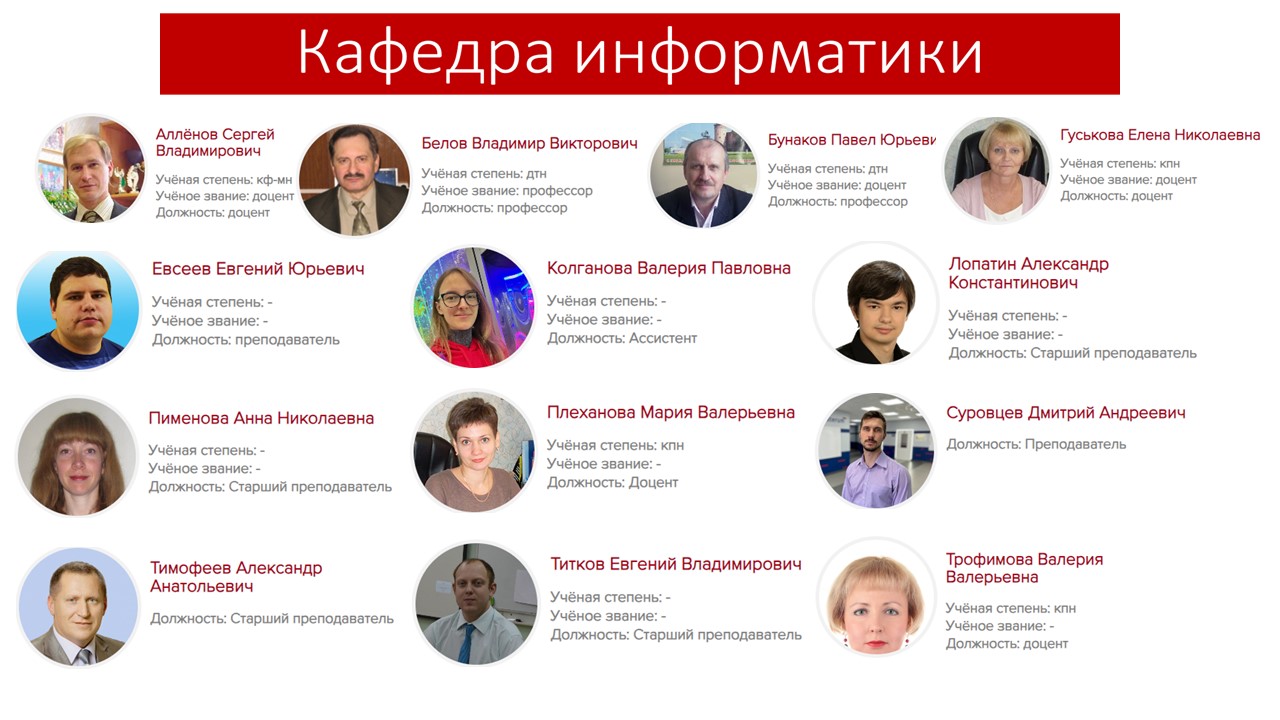 Кафедра информатики
Аллёнов Сергей
Владимирович
Учёная степень: кф-мн
Учёное звание: доцент
Должность: доцент
Белов Владимир Викторович
Учёная степень: дтн
Учёное звание: профессор
Должность: профессор
Бунаков Павел Юрьеви
Учёная степень: дтн
Учёное звание: доцент
Должность: профессор
Гуськова Елена Николаевна
Учёная степень: кпн
Учёное звание: доцент
Должность: доцент
Евсеев Евгений Юрьевич
Учёная степень: -
Учёное звание: -
Должность: преподаватель
Колганова Валерия Павловна
Учёная степень: -
Учёное звание: -
Должность: Ассистент
Лопатин Александр
Константинович
Учёная степень: -
Учёное звание: -
Должность: Старший преподаватель
Пименова Анна Николаевна
Учёная степень: -
Учёное звание: -
Должность: Старший преподаватель
Плеханова Мария Валерьевна
Учёная степень: кпн
Учёное звание: -
Должность: Доцент
Суровцев Дмитрий Андреевич
Должность: Преподаватель
Тимофеев Александр
Анатольевич
Должность: Старший преподаватель
Титков Евгений Владимирович
Учёная степень: -
Учёное звание: -
Должность: Старший преподаватель
Трофимова Валерия
Валерьевна
Учёная степень: кпн
Учёное звание: -
Должность: доцент